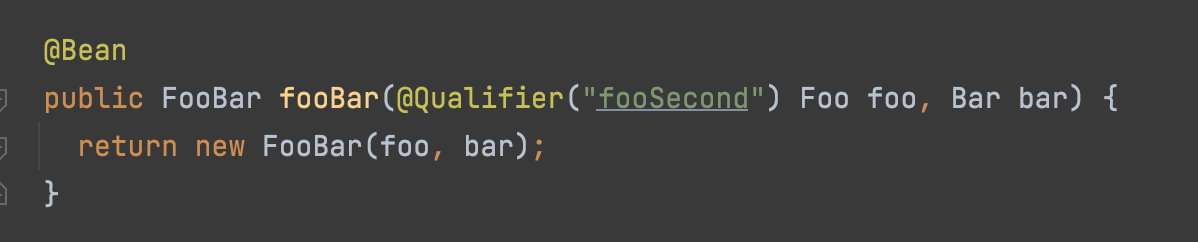 @Bean
public FooBar fooBar(@Qualifier("fooSecond") Foo foo, Bar bar) {
return new FooBar(foo, bar);
}